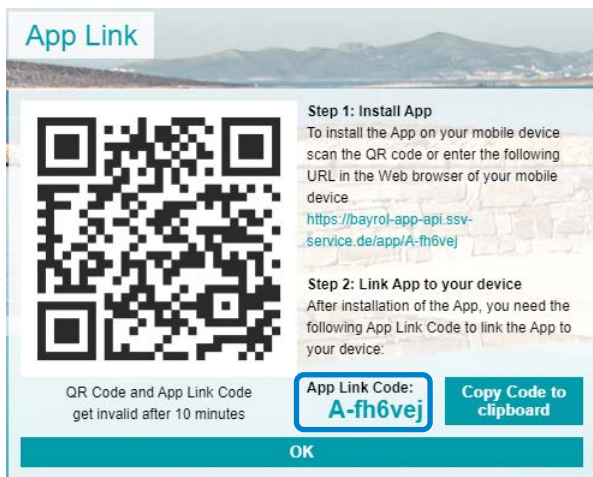 App Link
Step 1: Install App
To install the App on your mobile device
scan the QR code or enter the following
URL in the Web browser of your mobile
device
https://bayrol-app-api.ssv-
service.de/app/A-fh6vej
Step 2: Link App to your device
After installation of the App, you need the
following App Link Code to link the App to
your device:
QR Code and App Link Code
get invalid after 10 minutes
App Link Code:
A-fh6vej
Copy Code to
clipboard
OK